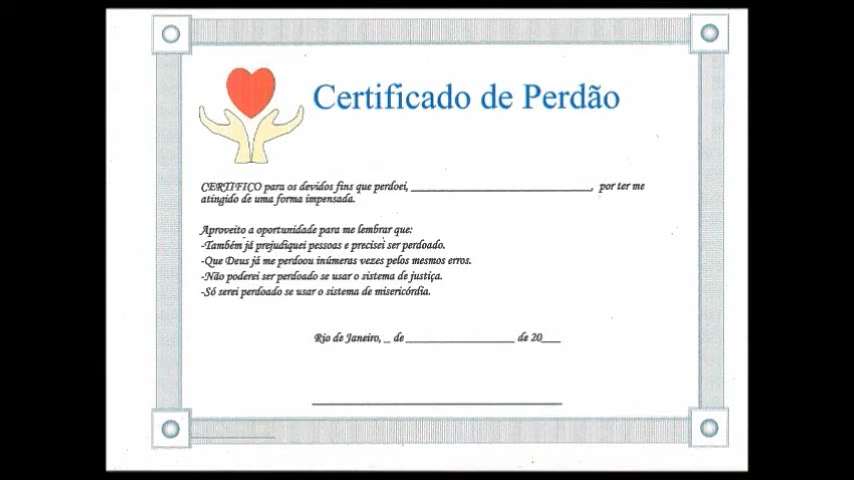 Certificado de Perdão
CERTIFICO para os devidos fins que perdoei, ______________________________, por ter me
atingido de uma forma impensada.
Aproveito a oportunidade para me lembrar que:
-Também já prejudiquei pessoas e precisei ser perdoado.
-Que Deus já me perdoou inúmeras vezes pelos mesmos erros.
-Não poderei ser perdoado se usar o sistema de justiça.
-Só serei perdoado se usar o sistema de misericórdia.
Rio de Janeiro, _ de __________________ de 20___